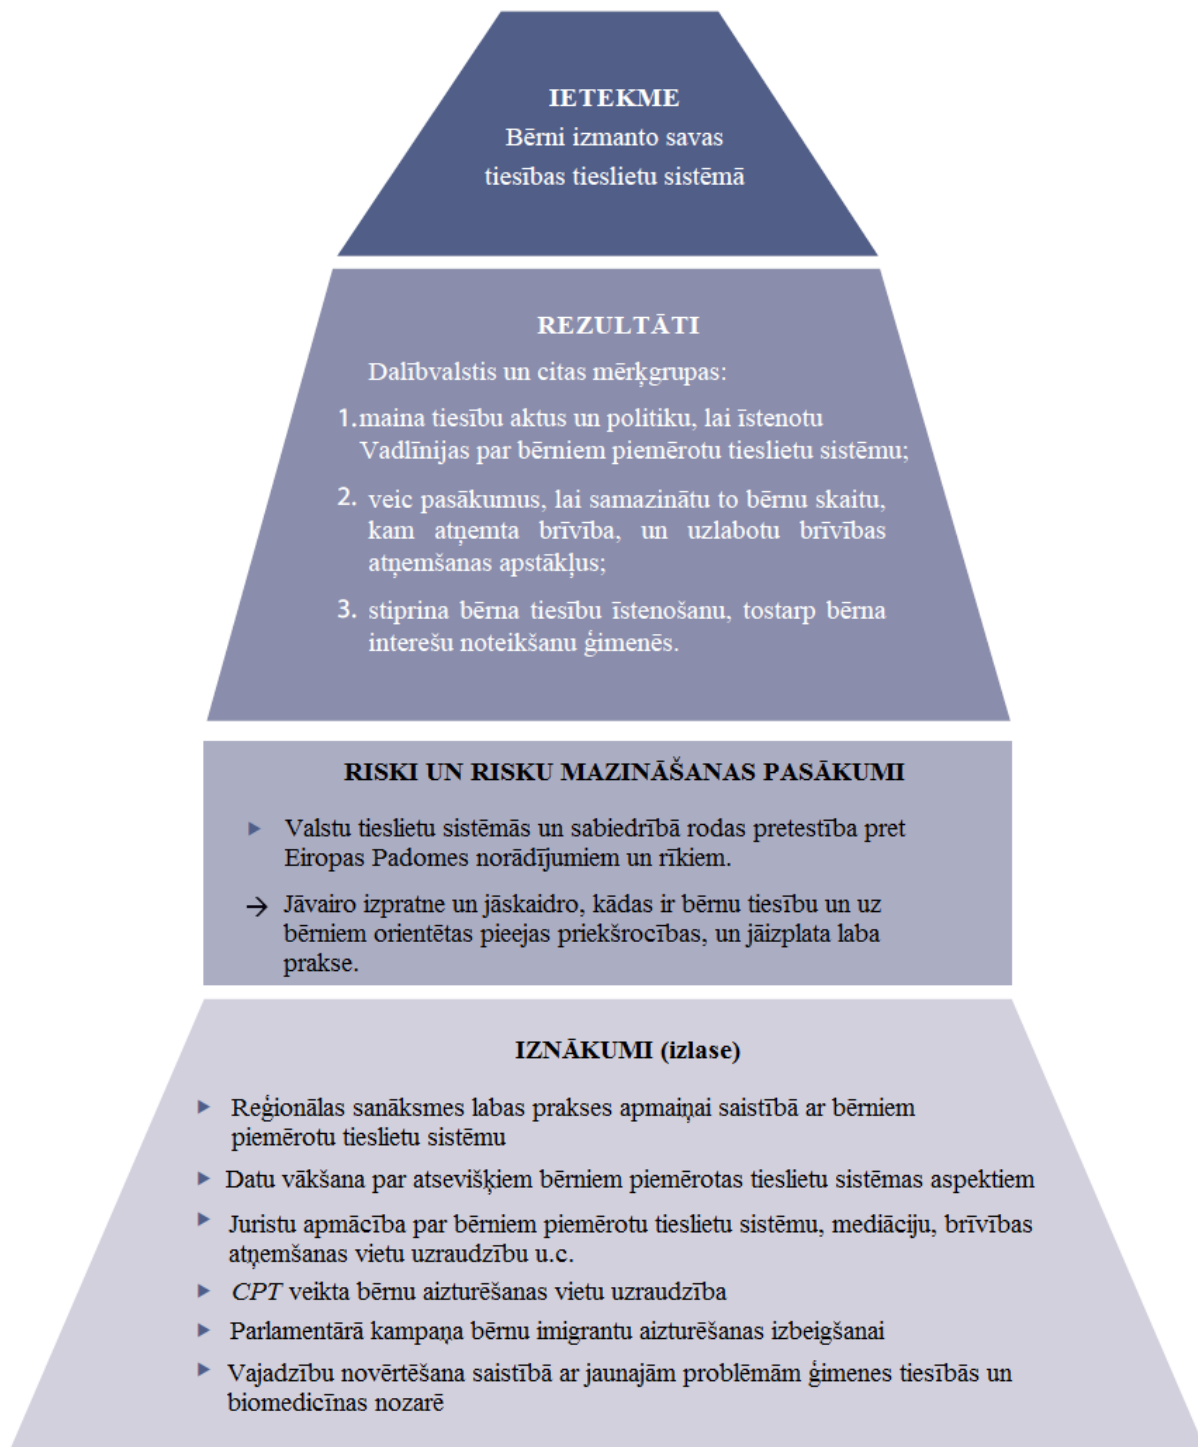 IETEKME
Bērni izmanto savas
tiesības tieslietu sistēmā
REZULTĀTI
Dalībvalstis un citas mērķgrupas:
1. maina tiesību aktus un politiku, lai īstenotu
Vadlīnijas par bērniem piemērotu tieslietu sistēmu;
2. veic pasākumus, lai samazinātu to bērnu skaitu,
kam atņemta brīvība, un uzlabotu brīvības
atņemšanas apstākļus;
3. stiprina bērna tiesību īstenošanu, tostarp bērna
interešu noteikšanu ģimenēs.
RISKI UN RISKU MAZINĀŠANAS PASĀKUMI
▶ Valstu tieslietu sistēmās un sabiedrībā rodas pretestība pret
Eiropas Padomes norādījumiem un rīkiem.
→ Jāvairo izpratne un jāskaidro, kādas ir bērnu tiesību un uz
bērniem orientētas pieejas priekšrocības, un jāizplata laba
prakse.
IZNĀKUMI (izlase)
▶ Reģionālas sanāksmes labas prakses apmaiņai saistībā ar bērniem
piemērotu tieslietu sistēmu
▶ Datu vākšana par atsevišķiem bērniem piemērotas tieslietu sistēmas aspektiem
▶ Juristu apmācība par bērniem piemērotu tieslietu sistēmu, mediāciju, brīvības
atņemšanas vietu uzraudzību u.c.
▶ CPT veikta bērnu aizturēšanas vietu uzraudzība
▶ Parlamentārā kampaņa bērnu imigrantu aizturēšanas izbeigšanai
▶ Vajadzību novērtēšana saistībā ar jaunajām problēmām ģimenes tiesībās un
biomedicīnas nozarē